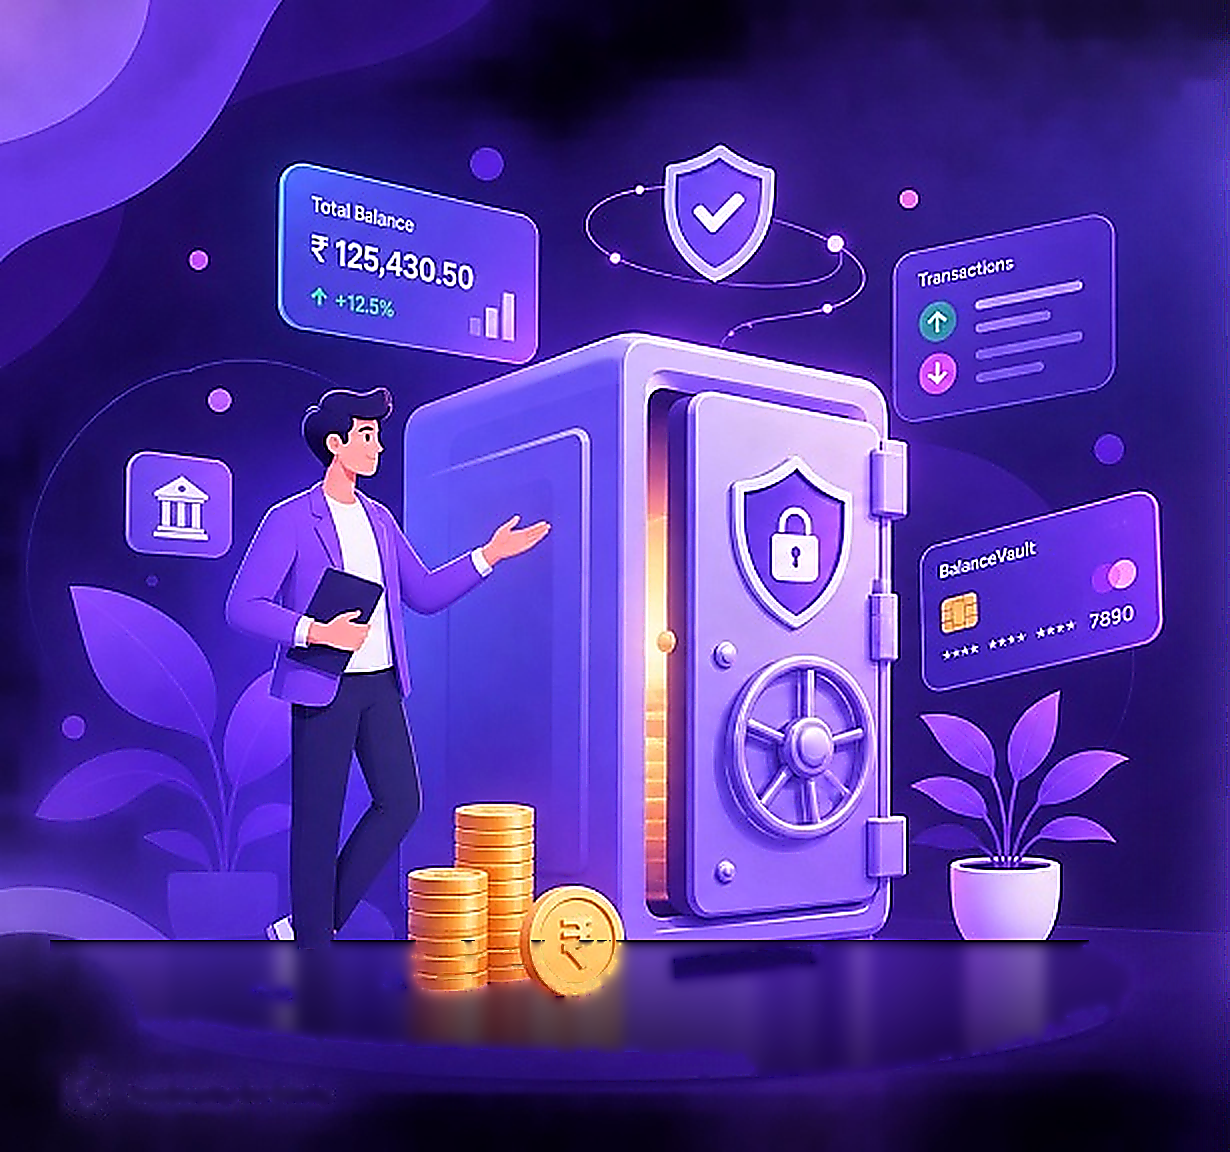 Total Balance
₹ 125,430.50
+12.5%
Transactions
BalanceVault
**** **** **** 7890
₹